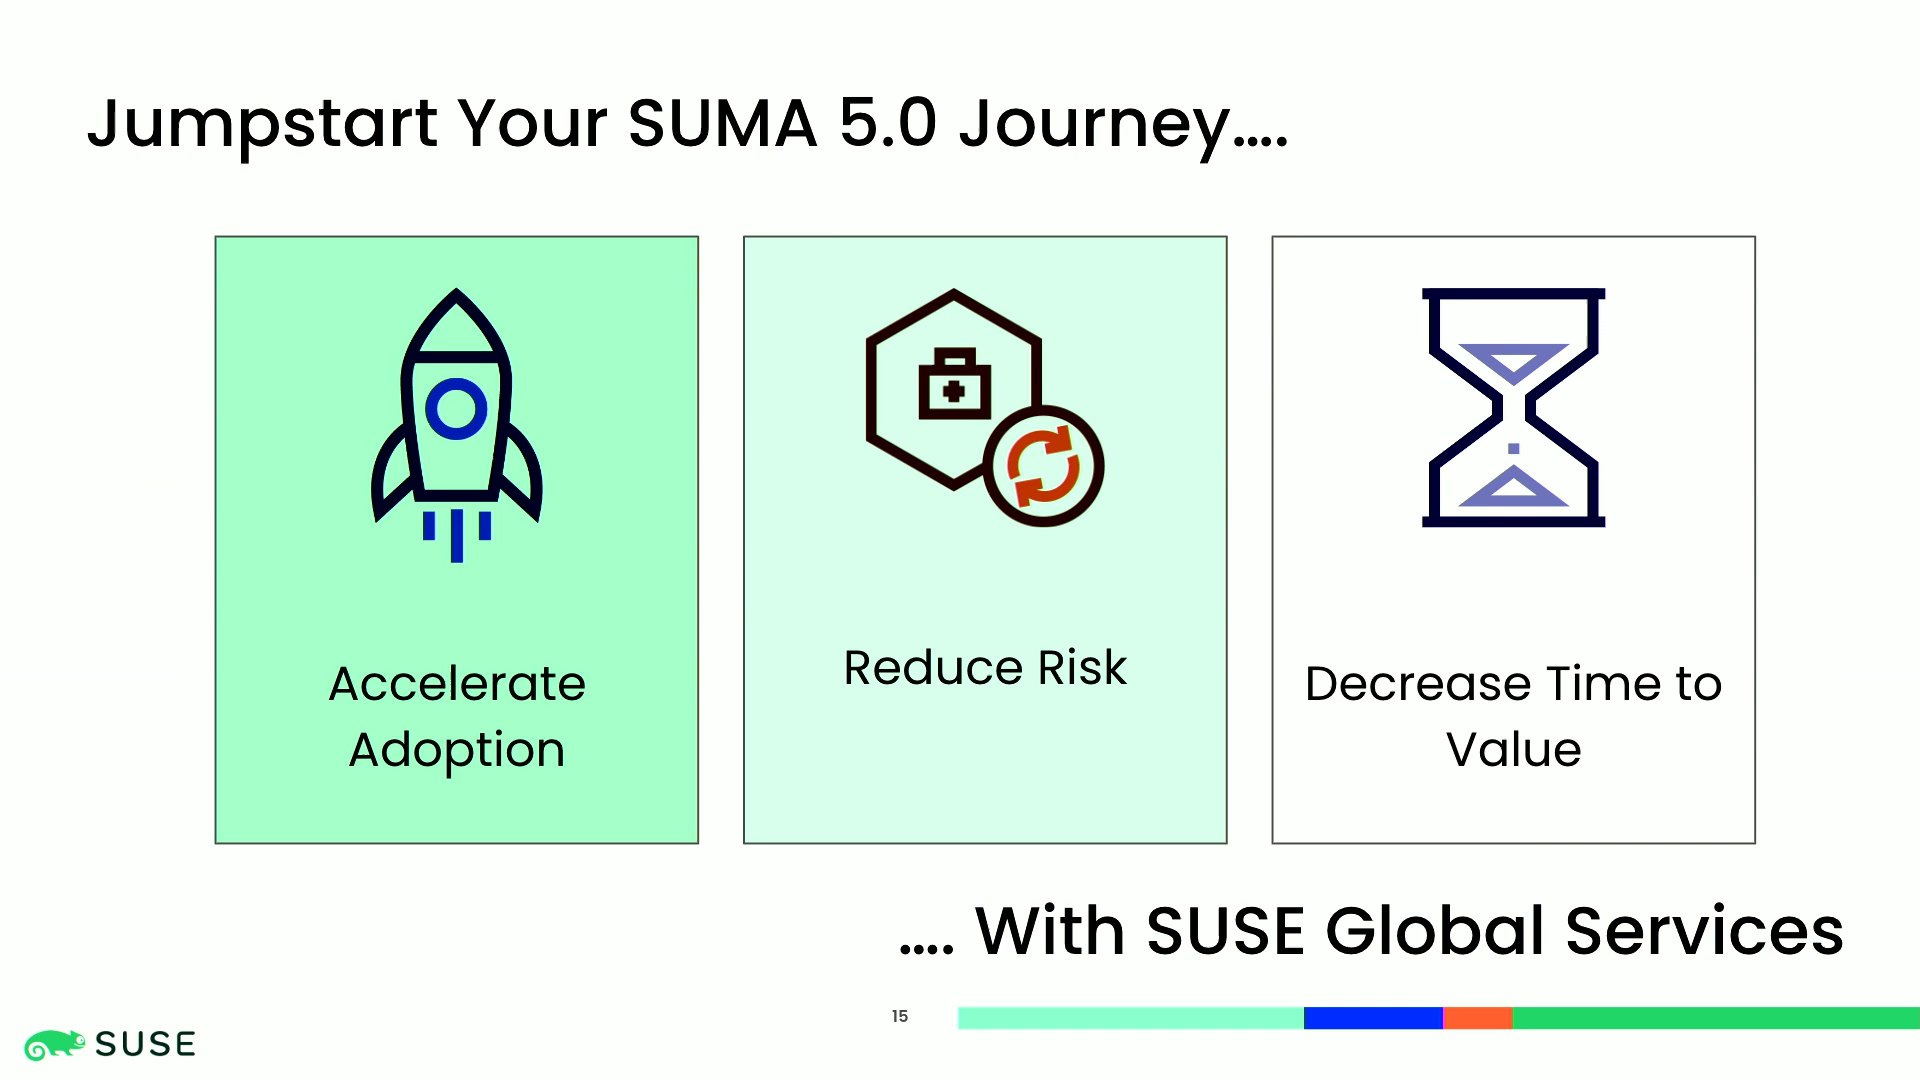 Jumpstart Your SUMA 5.0 Journey....
Accelerate
Adoption
Reduce Risk
Decrease Time to
Value
.... With SUSE Global Services
15
SUSE